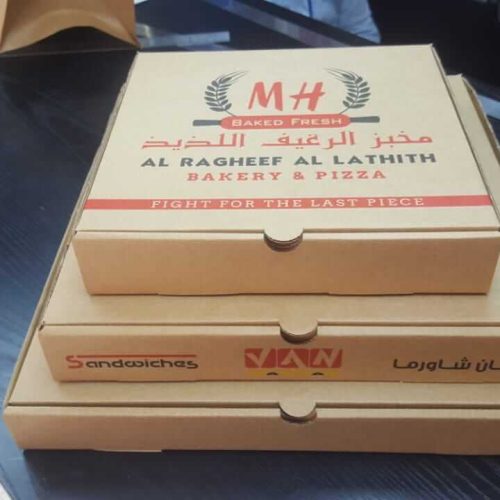 MH
BAKED FRESH
مخبز الرغيف اللذيذ
AL RAGHEEF AL LATHITH
BAKERY & PIZZA
FIGHT FOR THE LAST PIECE
Sandwiches
VAN
شاورما